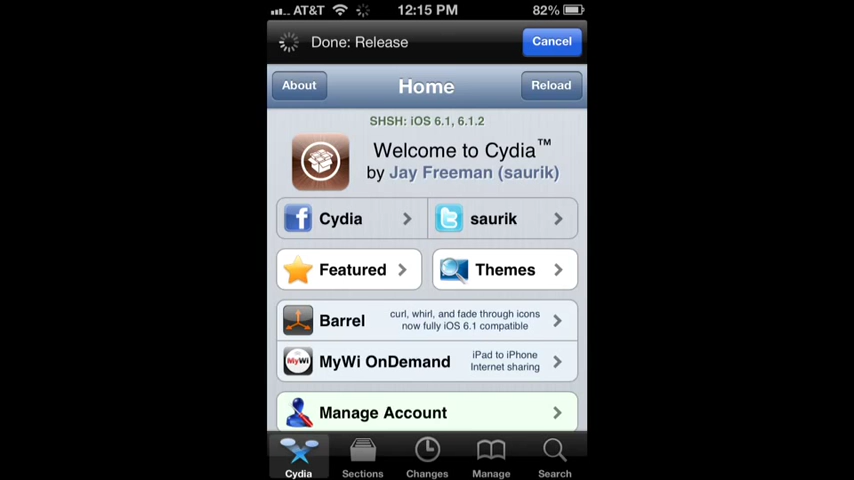 AT&T 12:15 PM 82%
Done: Release Cancel
About Home Reload
SHSH: iOS 6.1, 6.1.2
Welcome to Cydia™
by Jay Freeman (saurik)
Cydia saurik
Featured Themes
Barrel curl, whirl, and fade through icons
now fully iOS 6.1 compatible
MyWi MyWi OnDemand iPad to iPhone
Internet sharing
Manage Account
Cydia Sections Changes Manage Search